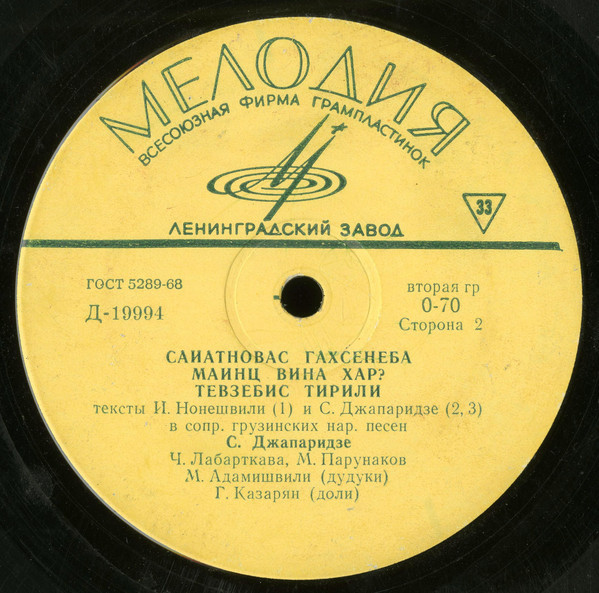 МЕЛОДИЯ
ВСЕСОЮЗНАЯ ФИРМА ГРАМПЛАСТИНОК
33
ЛЕНИНГРАДСКИЙ ЗАВОД
ГОСТ 5289-68
Д-19994
вторая гр
0-70
Сторона 2
САИАТНОВАС ГАХСЕНЕБА
МАИНЦ ВИНА ХАР?
ТЕВЗЕБИС ТИРИЛИ
тексты И. Нонешвили (1) и С. Джапаридзе (2, 3)
в сопр. грузинских нар. песен
С. Джапаридзе
Ч. Лабарткава, М. Парунаков
М. Адамишвили (дудуки)
Г. Казарян (доли)